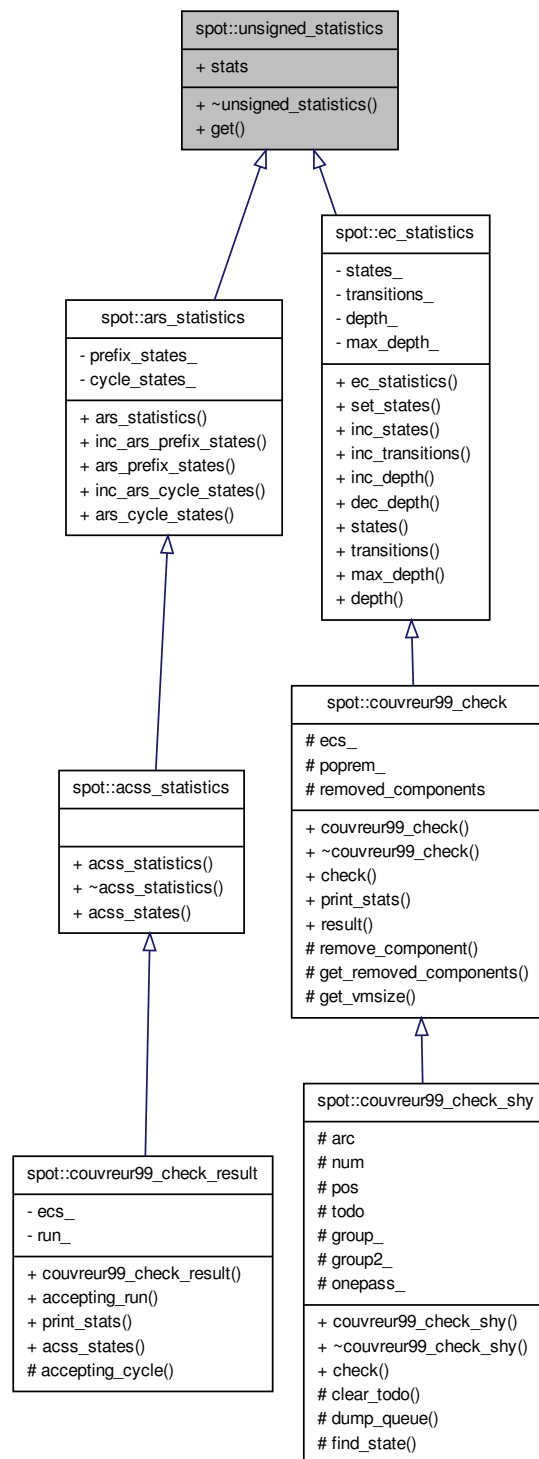 spot::unsigned_statistics
+ stats
+ ~unsigned_statistics()
+ get()
spot::ec_statistics
- states_
- transitions_
- depth_
- max_depth_
+ ec_statistics()
+ set_states()
+ inc_states()
+ inc_transitions()
+ inc_depth()
+ dec_depth()
+ states()
+ transitions()
+ max_depth()
+ depth()
spot::ars_statistics
- prefix_states_
- cycle_states_
+ ars_statistics()
+ inc_ars_prefix_states()
+ ars_prefix_states()
+ inc_ars_cycle_states()
+ ars_cycle_states()
spot::couvreur99_check
# ecs_
# poprem_
# removed_components
+ couvreur99_check()
+ ~couvreur99_check()
+ check()
+ print_stats()
+ result()
# remove_component()
# get_removed_components()
# get_vmsize()
spot::acss_statistics
+ acss_statistics()
+ ~acss_statistics()
+ acss_states()
spot::couvreur99_check_shy
# arc
# num
# pos
# todo
# group_
# group2_
# onepass_
+ couvreur99_check_shy()
+ ~couvreur99_check_shy()
+ check()
# clear_todo()
# dump_queue()
# find_state()
spot::couvreur99_check_result
- ecs_
- run_
+ couvreur99_check_result()
+ accepting_run()
+ print_stats()
+ acss_states()
# accepting_cycle()